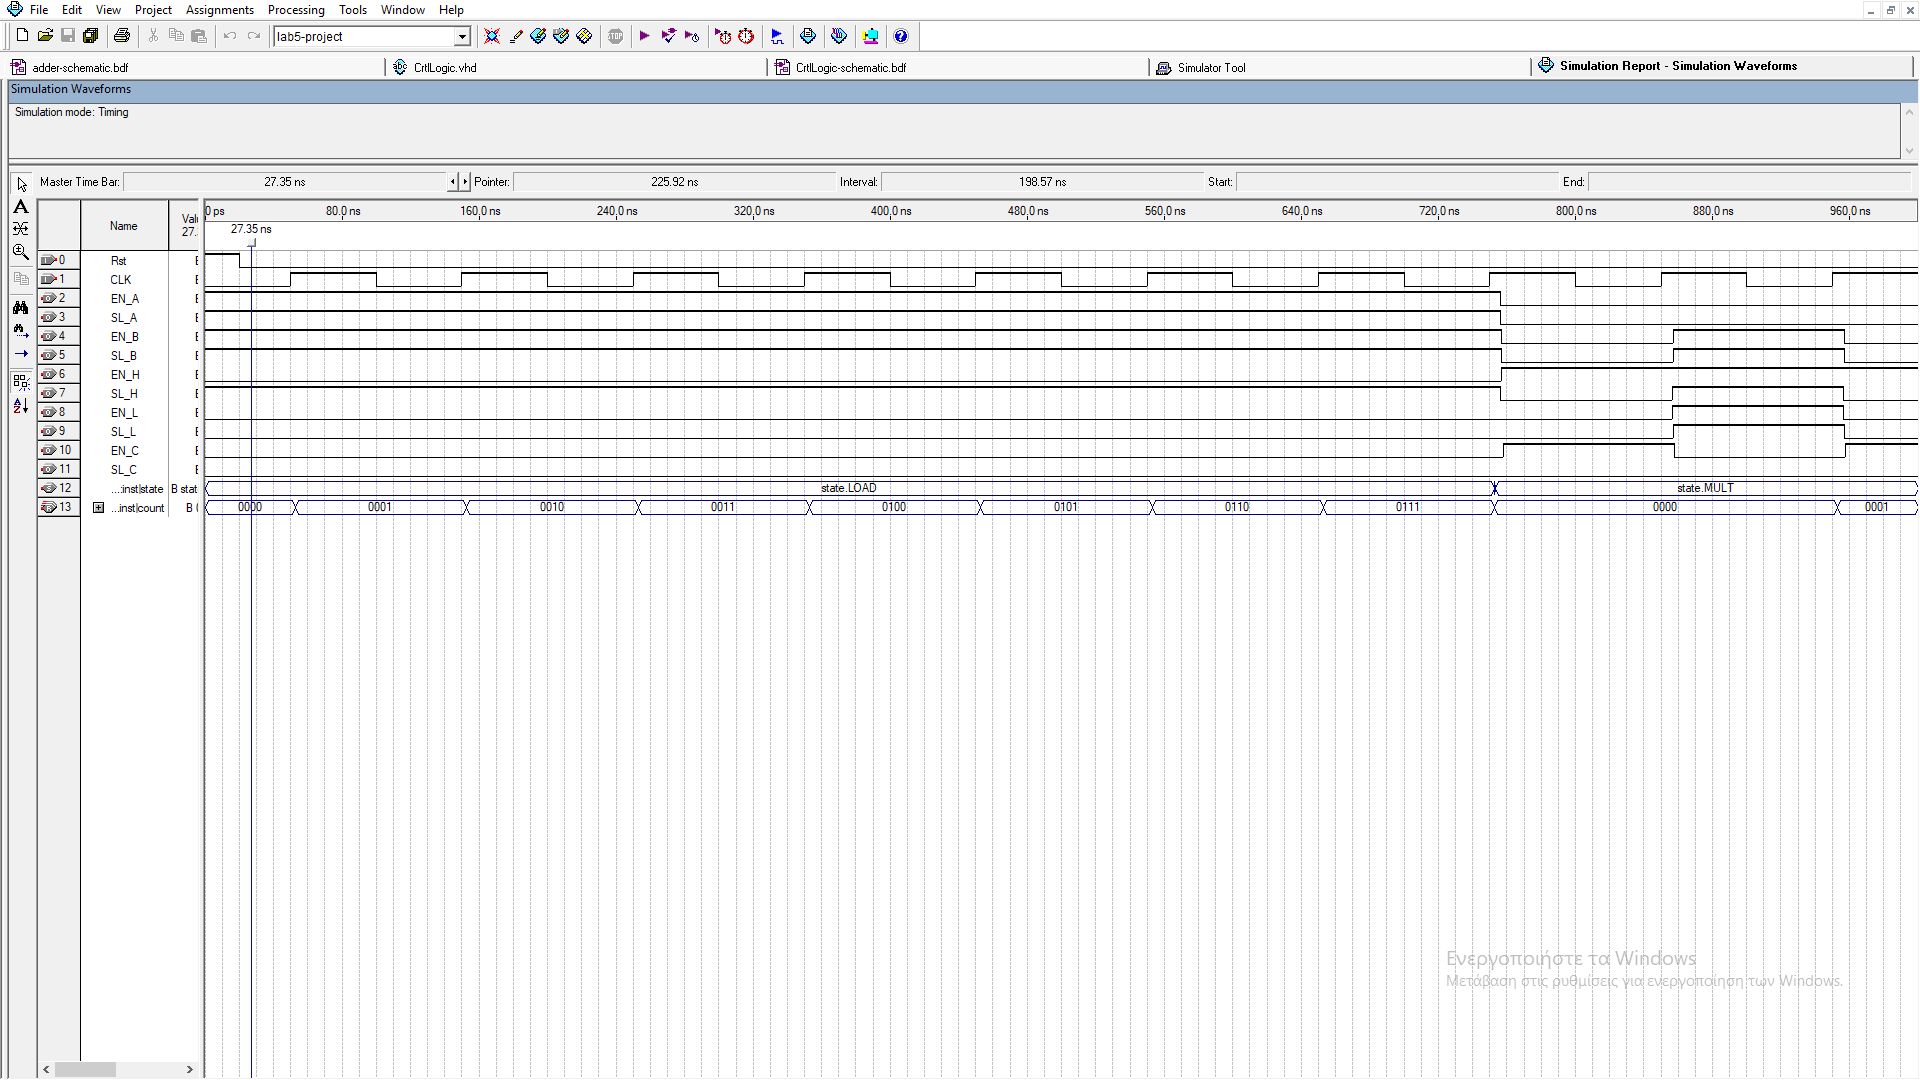 File Edit View Project Assignments Processing Tools Window Help
lab5-project
adder-schematic.bdf CrtlLogic.vhd CrtlLogic-schematic.bdf Simulator Tool Simulation Report - Simulation Waveforms
Simulation Waveforms
Simulation mode: Timing
Master Time Bar: 27.35 ns Pointer: 225.92 ns Interval: 198.57 ns Start: End:
Name
0 ps 80.0 ns 160.0 ns 240.0 ns 320.0 ns 400.0 ns 480.0 ns 560.0 ns 640.0 ns 720.0 ns 800.0 ns 880.0 ns 960.0 ns
27.35 ns
0 Rst
1 CLK
2 EN_A
3 SL_A
4 EN_B
5 SL_B
6 EN_H
7 SL_H
8 EN_L
9 SL_L
10 EN_C
11 SL_C
12 ...:inst|state B stat state.LOAD state.MULT
13 ...inst|count 0000 0001 0010 0011 0100 0101 0110 0111 0000 0001
Ενεργοποιήστε τα Windows
Μετάβαση στις ρυθμίσεις για ενεργοποίηση των Windows.